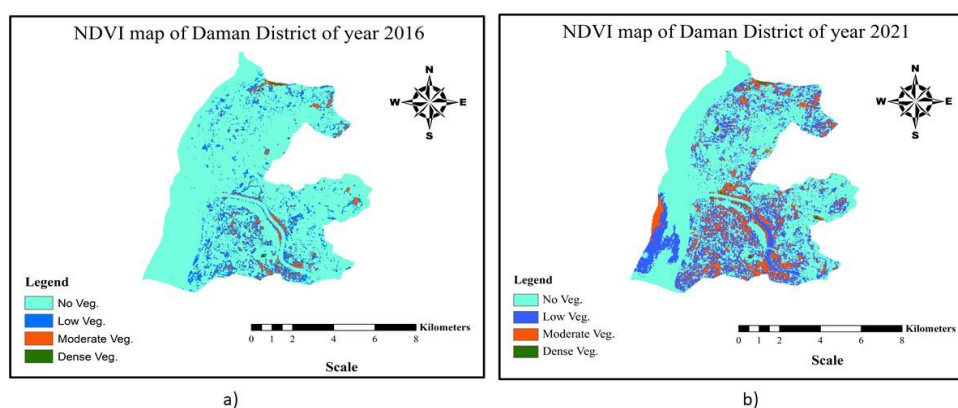 NDVI map of Daman District of year 2016
N
W E
S
Legend
No Veg.
Low Veg.
Moderate Veg.
Dense Veg.
Kilometers
0 1 2 4 6 8
Scale
a)
NDVI map of Daman District of year 2021
N
W E
S
Legend
No Veg.
Low Veg.
Moderate Veg.
Dense Veg.
Kilometers
0 1 2 4 6 8
Scale
b)